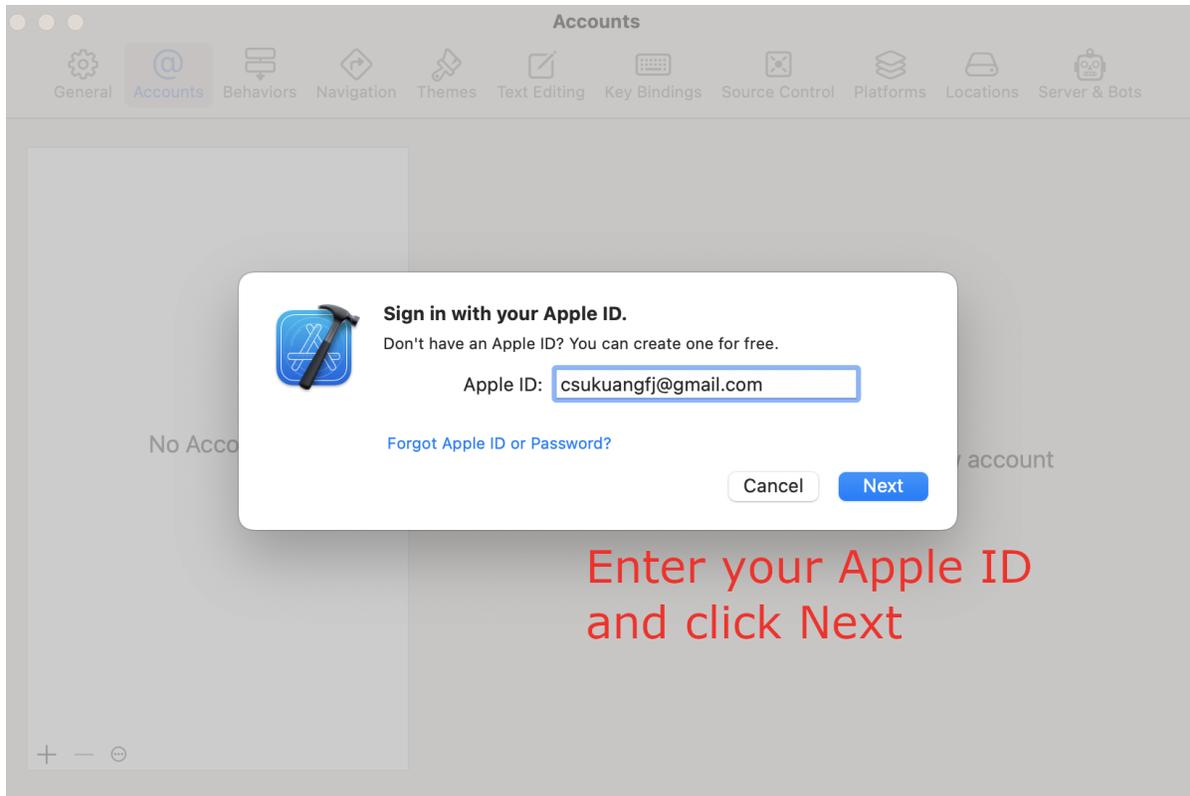 Accounts
General Accounts Behaviors Navigation Themes Text Editing Key Bindings Source Control Platforms Locations Server & Bots
Sign in with your Apple ID.
Don't have an Apple ID? You can create one for free.
Apple ID: csukuangfj@gmail.com
No Acco
account
Forgot Apple ID or Password?
Cancel Next
Enter your Apple ID
and click Next